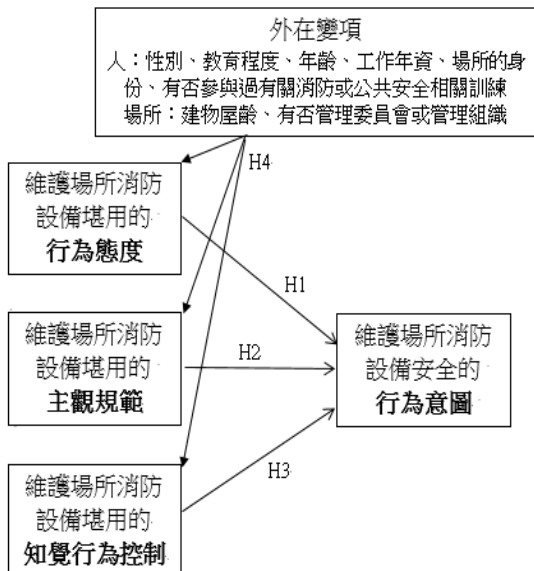 外在變項
人：性別、教育程度、年齡、工作年資、場所的身
份、有否參與過有關消防或公共安全相關訓練
場所：建物屋齡、有否管理委員會或管理組織
H4
維護場所消防
設備堪用的
行為態度
H1
維護場所消防
設備堪用的
主觀規範
H2
維護場所消防
設備安全的
行為意圖
H3
維護場所消防
設備堪用的
知覺行為控制